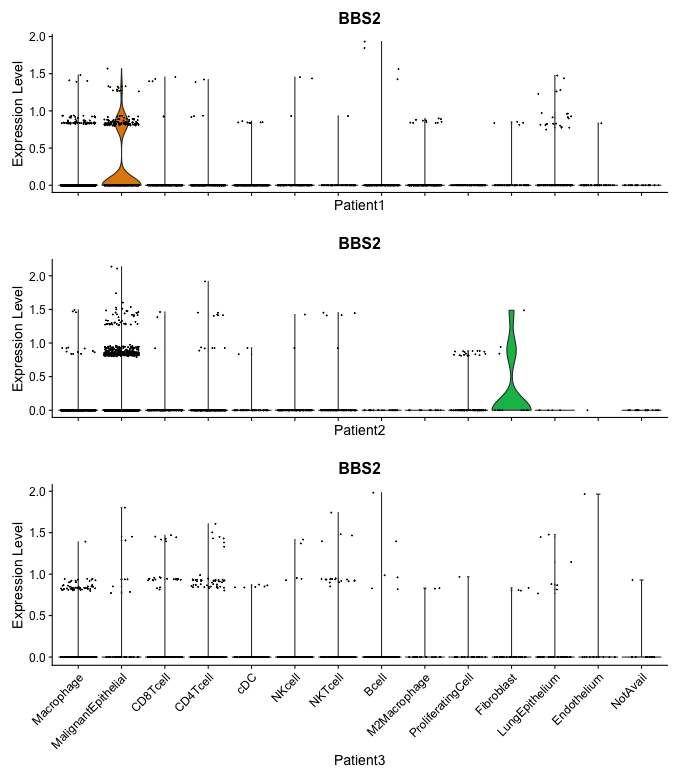 BBS2
Expression Level
2.0
1.5
1.0
0.5
0.0
Patient1
BBS2
Expression Level
2.0
1.5
1.0
0.5
0.0
Patient2
BBS2
Expression Level
2.0
1.5
1.0
0.5
0.0
Macrophage
MalignantEpithelial
CD8Tcell
CD4Tcell
cDC
NKcell
NKTcell
Bcell
M2Macrophage
ProliferatingCell
Fibroblast
LungEpithelium
Endothelium
NotAvail
Patient3